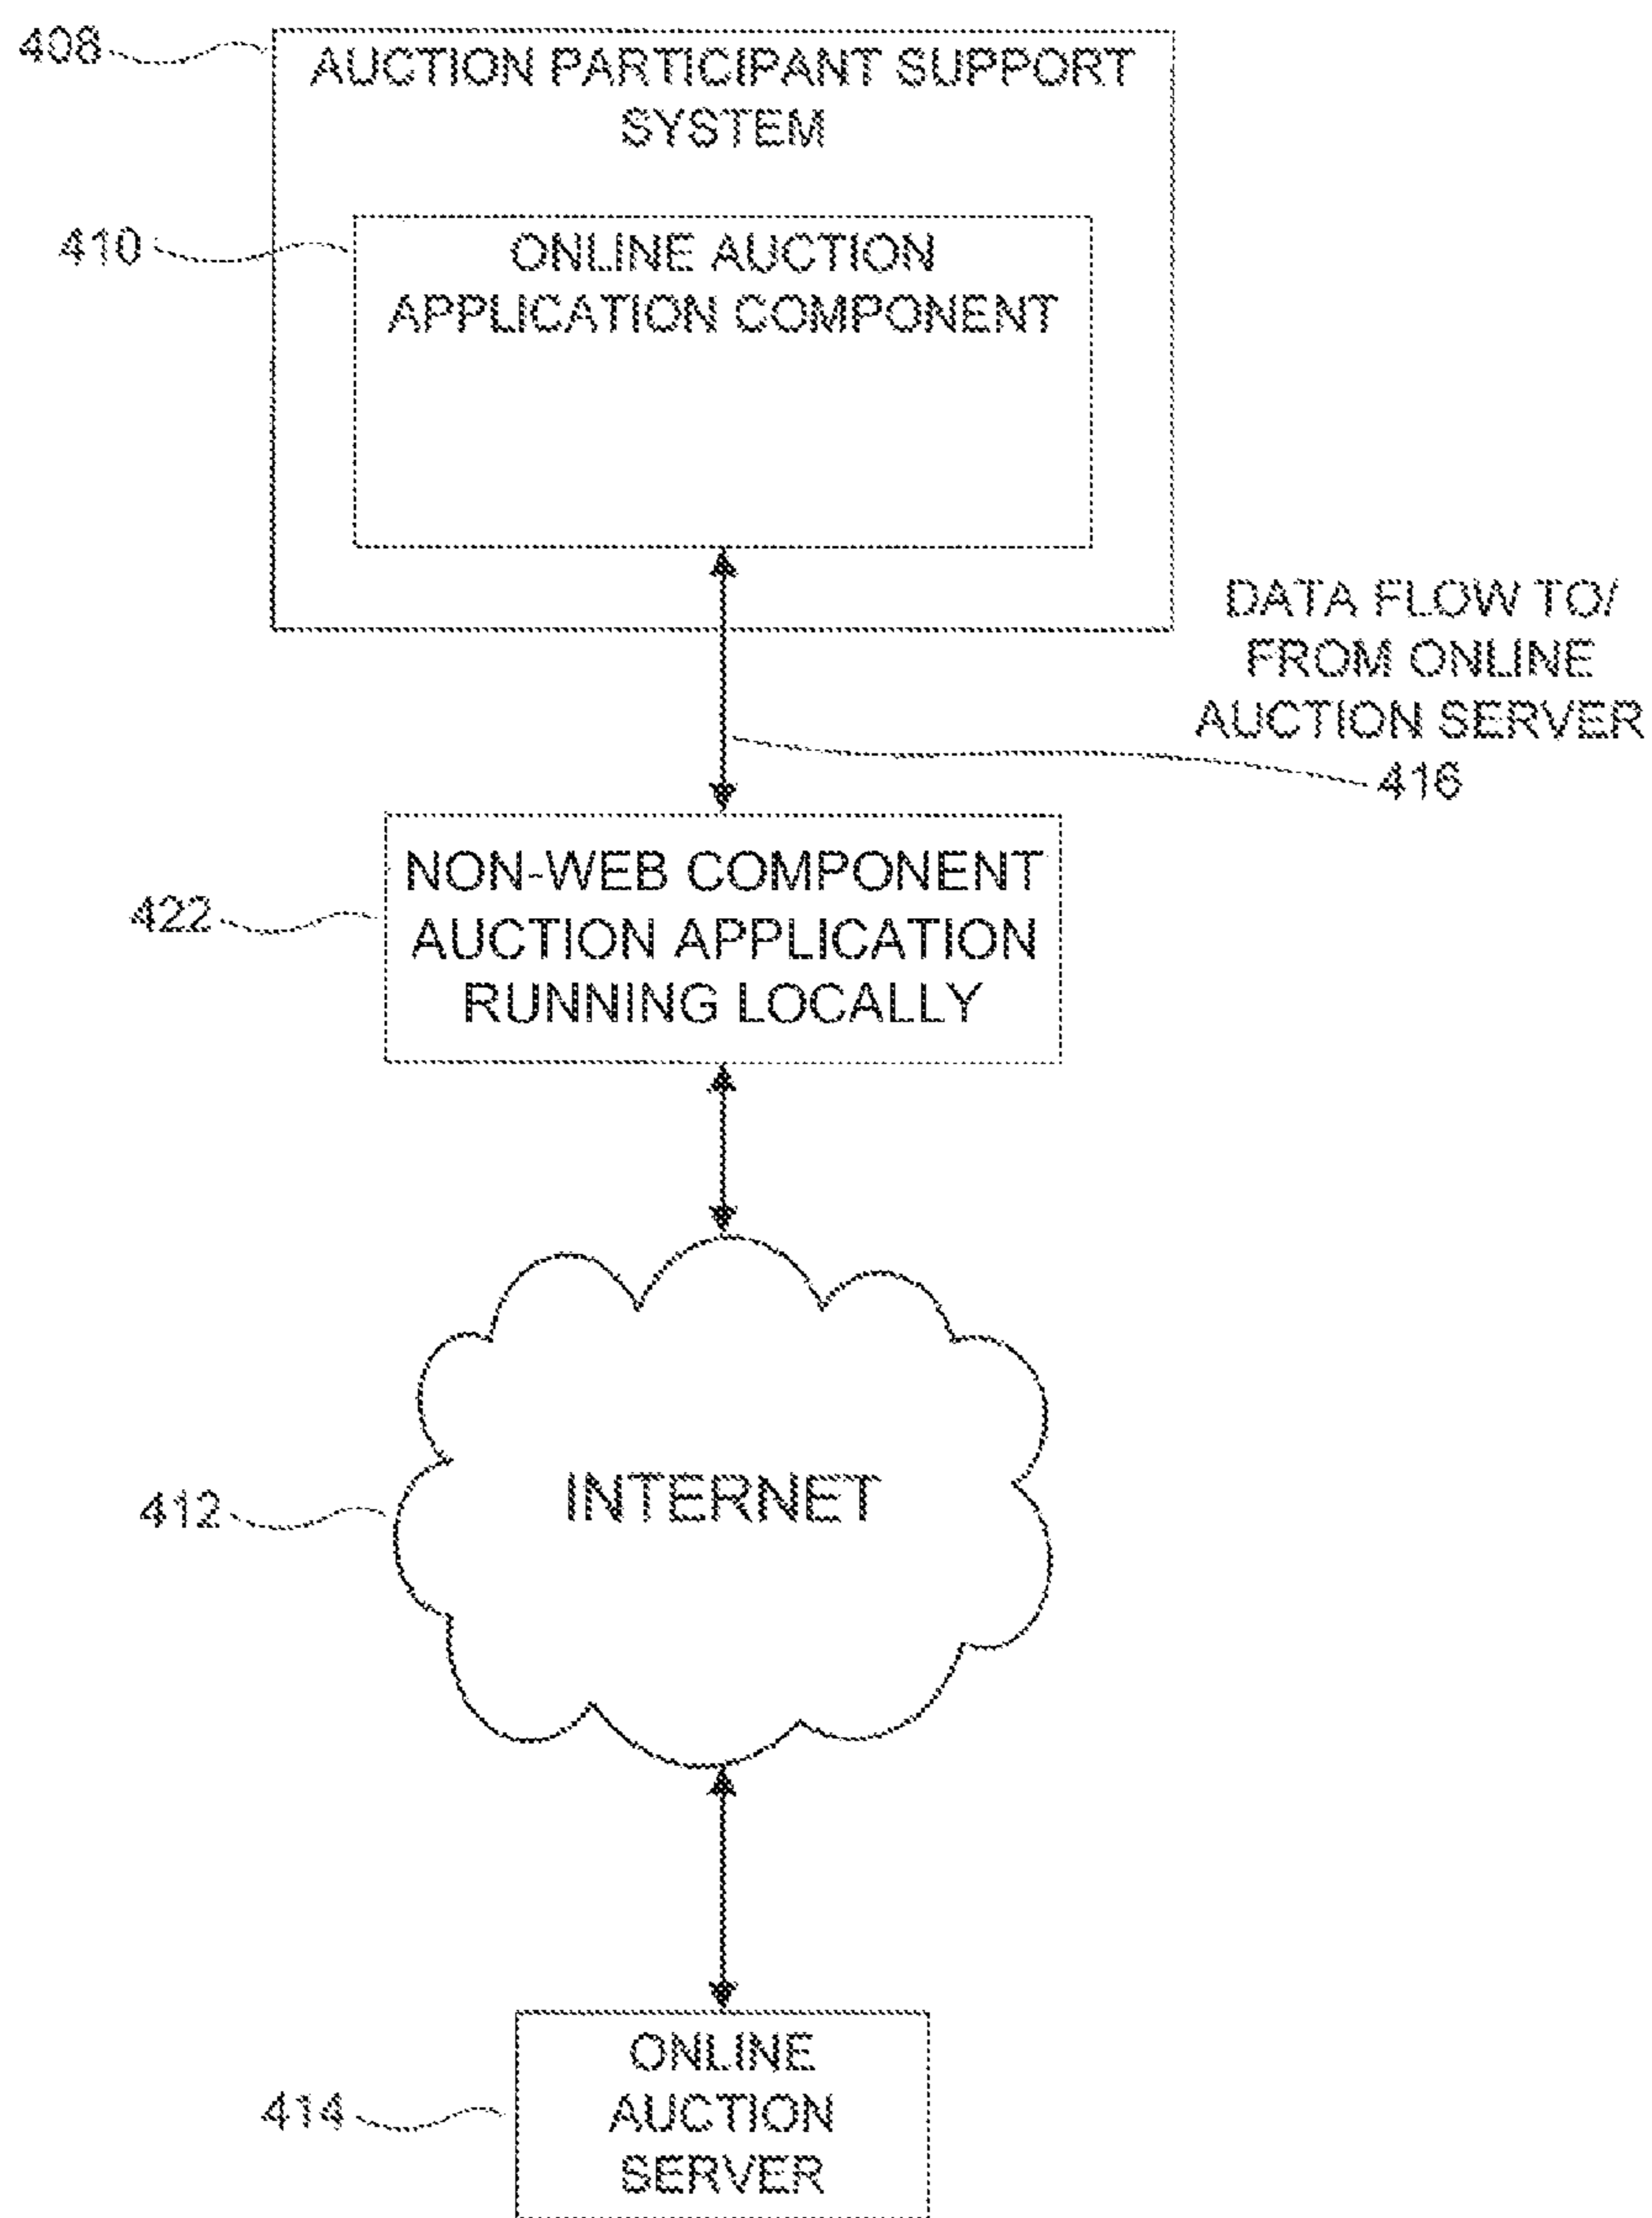 408
AUCTION PARTICIPANT SUPPORT
SYSTEM
410
ONLINE AUCTION
APPLICATION COMPONENT
DATA FLOW TO/
FROM ONLINE
AUCTION SERVER
416
422
NON-WEB COMPONENT
AUCTION APPLICATION
RUNNING LOCALLY
412
INTERNET
414
ONLINE
AUCTION
SERVER